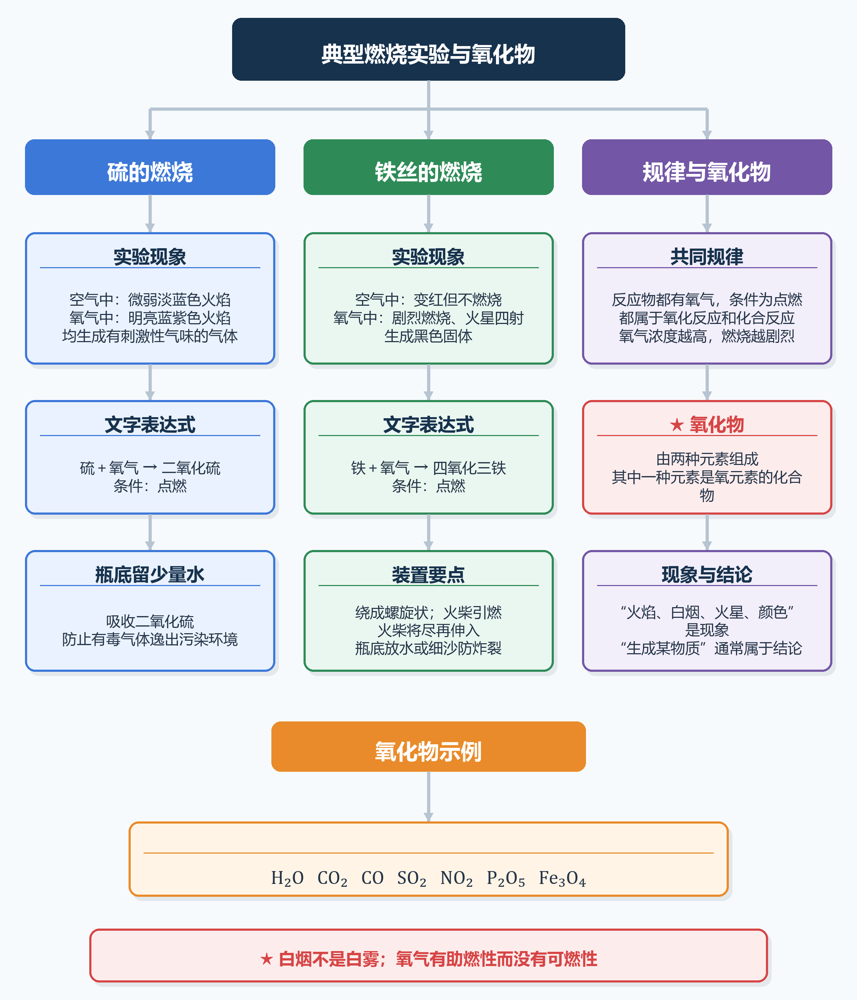 典型燃烧实验与氧化物
硫的燃烧
实验现象
空气中：微弱淡蓝色火焰
氧气中：明亮蓝紫色火焰
均生成有刺激性气味的气体
文字表达式
硫 + 氧气 → 二氧化硫
条件：点燃
瓶底留少量水
吸收二氧化硫
防止有毒气体逸出污染环境
铁丝的燃烧
实验现象
空气中：变红但不燃烧
氧气中：剧烈燃烧、火星四射
生成黑色固体
文字表达式
铁 + 氧气 → 四氧化三铁
条件：点燃
装置要点
绕成螺旋状；火柴引燃
火柴将尽再伸入
瓶底放水或细沙防炸裂
规律与氧化物
共同规律
反应物都有氧气，条件为点燃
都属于氧化反应和化合反应
氧气浓度越高，燃烧越剧烈
★ 氧化物
由两种元素组成
其中一种元素是氧元素的化合
物
现象与结论
“火焰、白烟、火星、颜色”
是现象
“生成某物质”通常属于结论
氧化物示例
H₂O CO₂ CO SO₂ NO₂ P₂O₅ Fe₃O₄
★ 白烟不是白雾；氧气有助燃性而没有可燃性